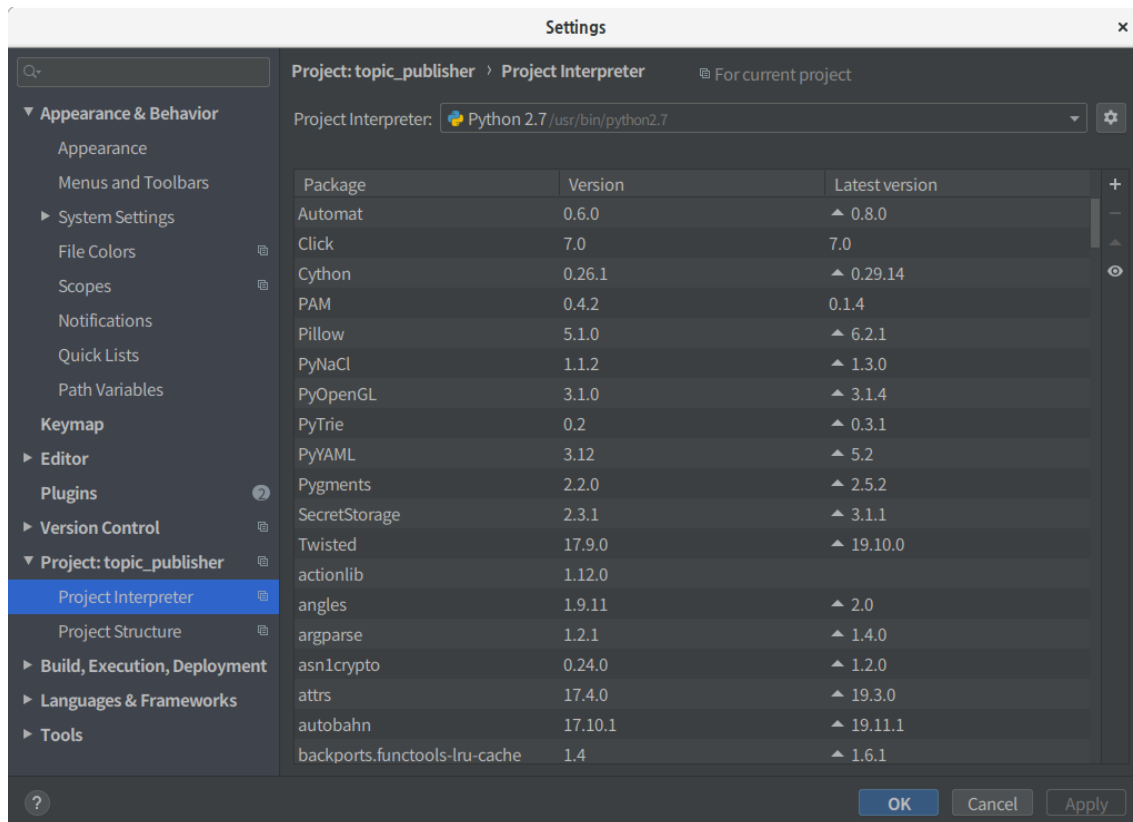 Settings
Project: topic_publisher › Project Interpreter For current project
Appearance & Behavior
Appearance
Menus and Toolbars
System Settings
File Colors
Scopes
Notifications
Quick Lists
Path Variables
Keymap
Editor
Plugins 2
Version Control
Project: topic_publisher
Project Interpreter
Project Structure
Build, Execution, Deployment
Languages & Frameworks
Tools
Project Interpreter: Python 2.7 /usr/bin/python2.7
Package Version Latest version
Automat 0.6.0 0.8.0
Click 7.0 7.0
Cython 0.26.1 0.29.14
PAM 0.4.2 0.1.4
Pillow 5.1.0 6.2.1
PyNaCl 1.1.2 1.3.0
PyOpenGL 3.1.0 3.1.4
PyTrie 0.2 0.3.1
PyYAML 3.12 5.2
Pygments 2.2.0 2.5.2
SecretStorage 2.3.1 3.1.1
Twisted 17.9.0 19.10.0
actionlib 1.12.0
angles 1.9.11 2.0
argparse 1.2.1 1.4.0
asn1crypto 0.24.0 1.2.0
attrs 17.4.0 19.3.0
autobahn 17.10.1 19.11.1
backports.functools-lru-cache 1.4 1.6.1
? OK Cancel Apply